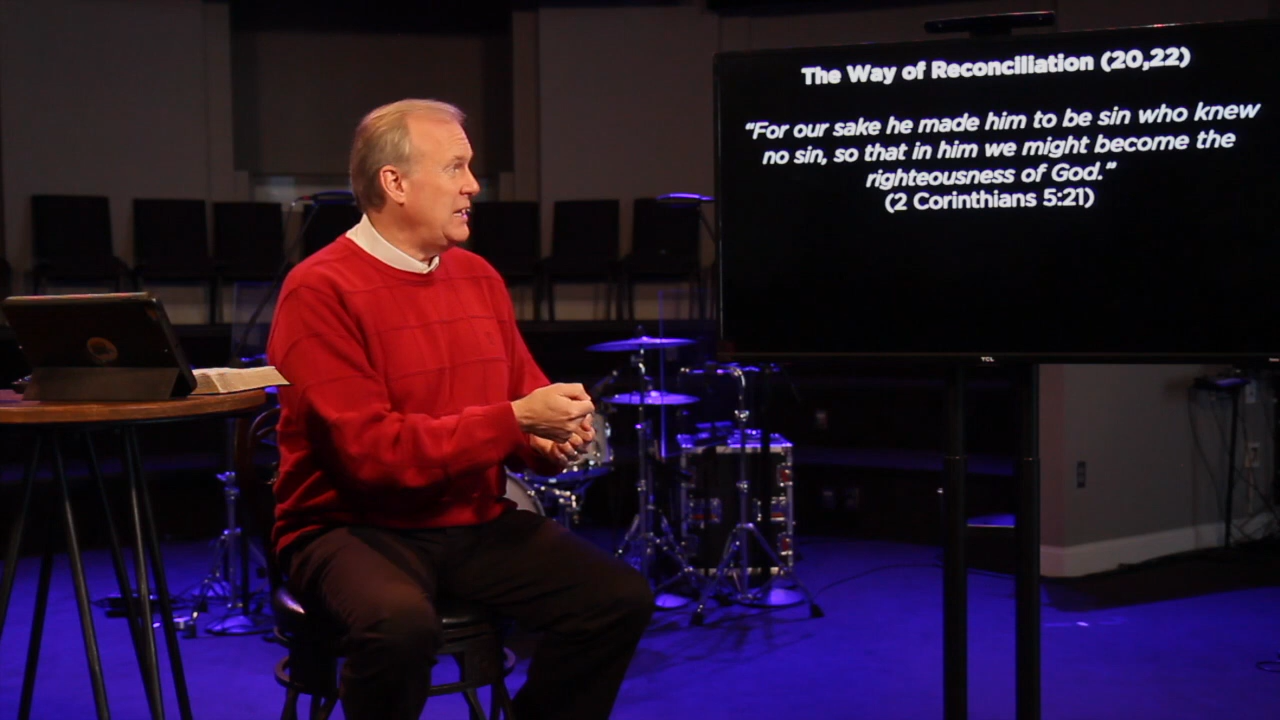 The Way of Reconciliation (20,22)
“For our sake he made him to be sin who knew
no sin, so that in him we might become the
righteousness of God.”
(2 Corinthians 5:21)
TCL